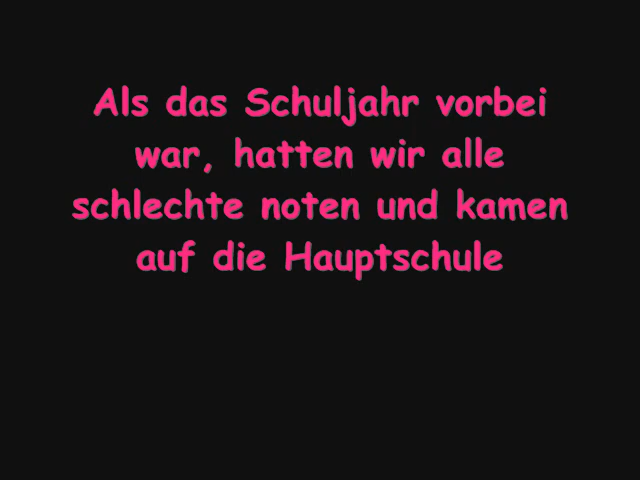 Als das Schuljahr vorbei
war, hatten wir alle
schlechte noten und kamen
auf die Hauptschule